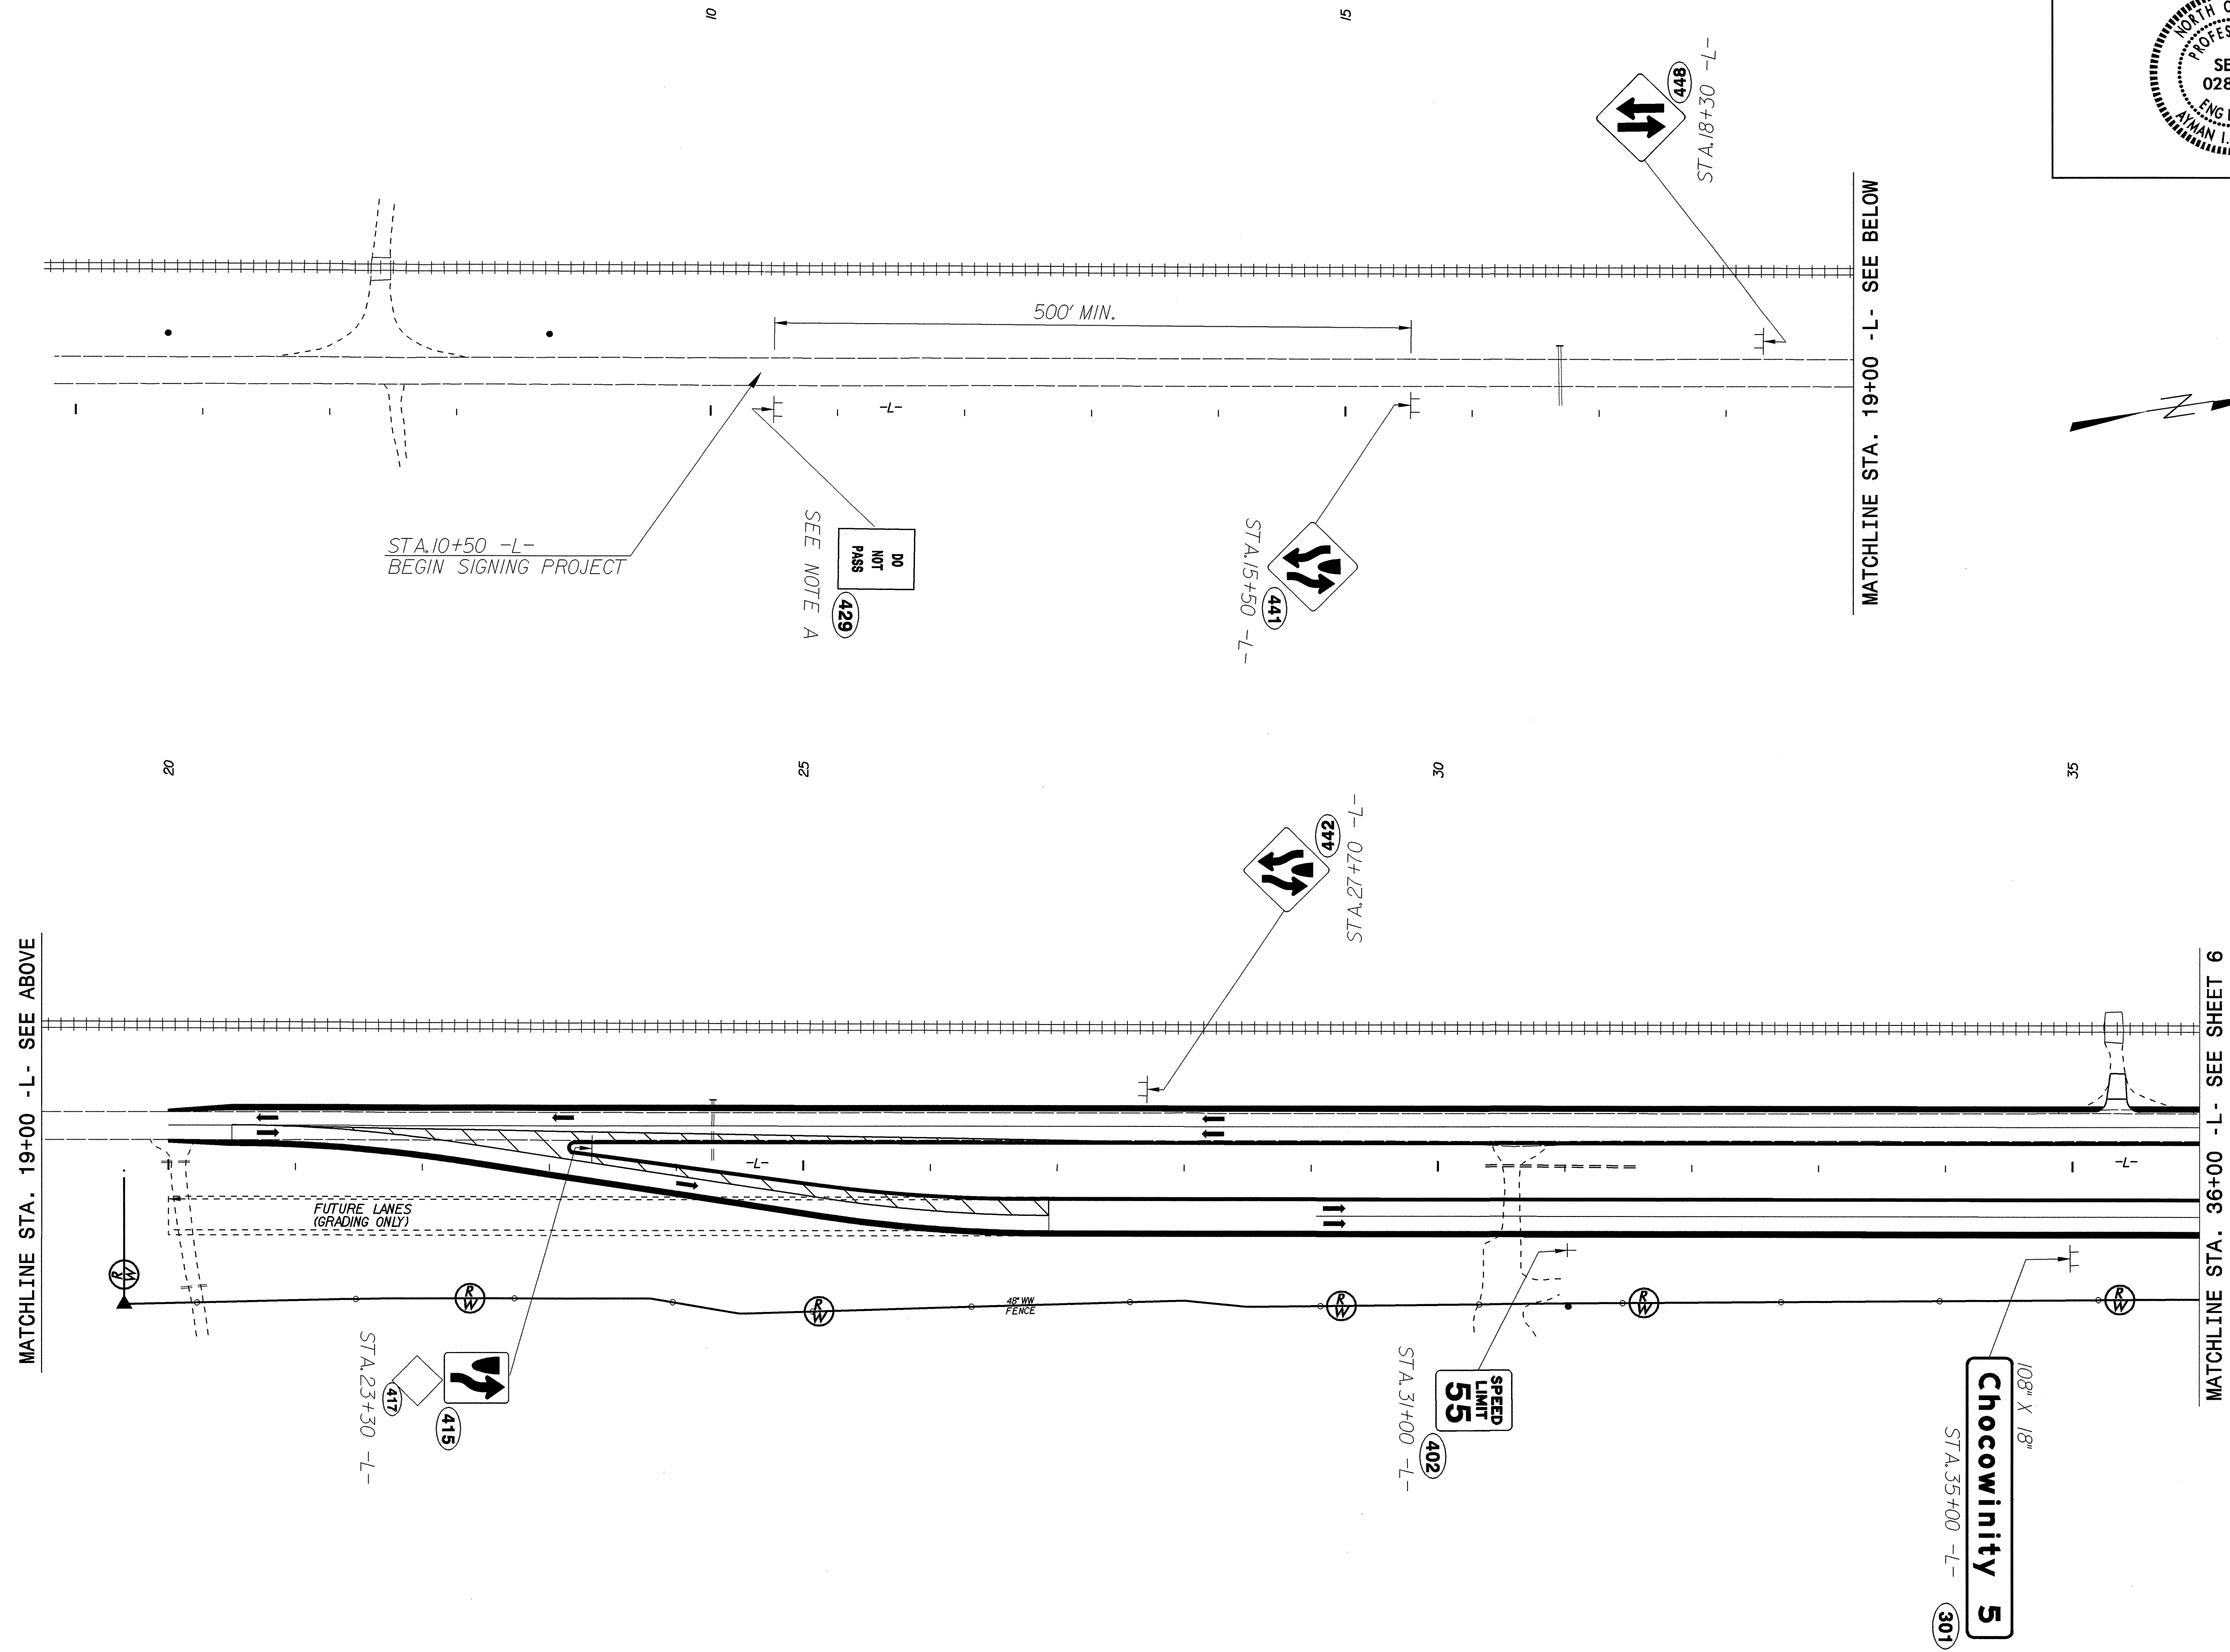 10
15
NORTH
028
AYMAN I.
448
STA.18+30 -L-
MATCHLINE STA. 19+00 -L- SEE BELOW
500' MIN.
-L-
N
STA.10+50 -L-
BEGIN SIGNING PROJECT
DO
NOT
PASS
429
SEE NOTE A
441
STA.15+50 -L-
20
25
30
35
442
STA.27+70 -L-
MATCHLINE STA. 19+00 -L- SEE ABOVE
MATCHLINE STA. 36+00 -L- SEE SHEET 6
-L-
-L-
FUTURE LANES
(GRADING ONLY)
R/W
R/W
R/W
R/W
R/W
R/W
48" WW
FENCE
415
417
STA.23+30 -L-
SPEED
LIMIT
55
402
STA.31+00 -L-
Chocowinity 5
108" X 18"
STA.35+00 -L-
301